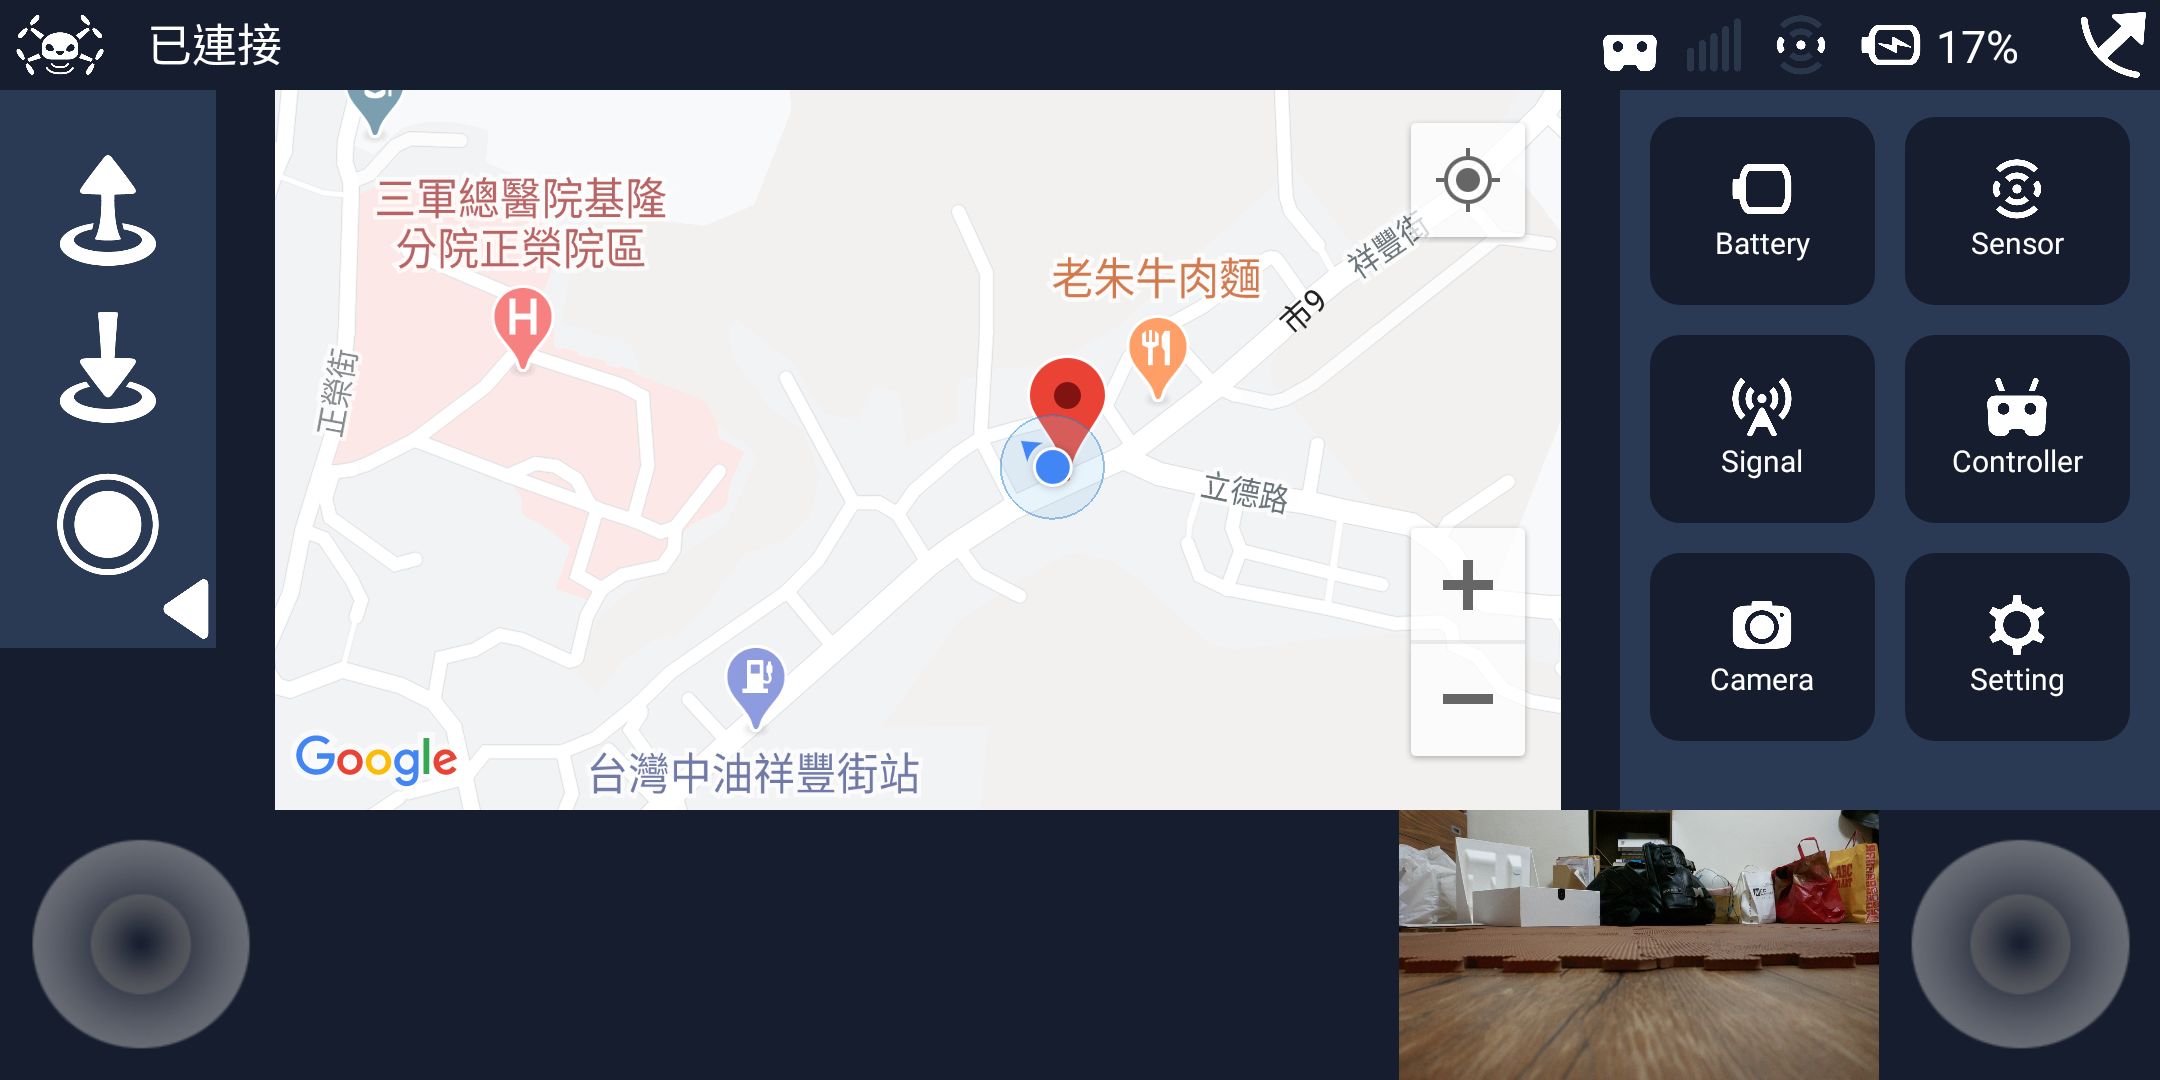 已連接
17%
三軍總醫院基隆
分院正榮院區
H
正榮街
老朱牛肉麵
祥豐街
市9
立德路
台灣中油祥豐街站
Google
Battery
Sensor
Signal
Controller
Camera
Setting
ABC